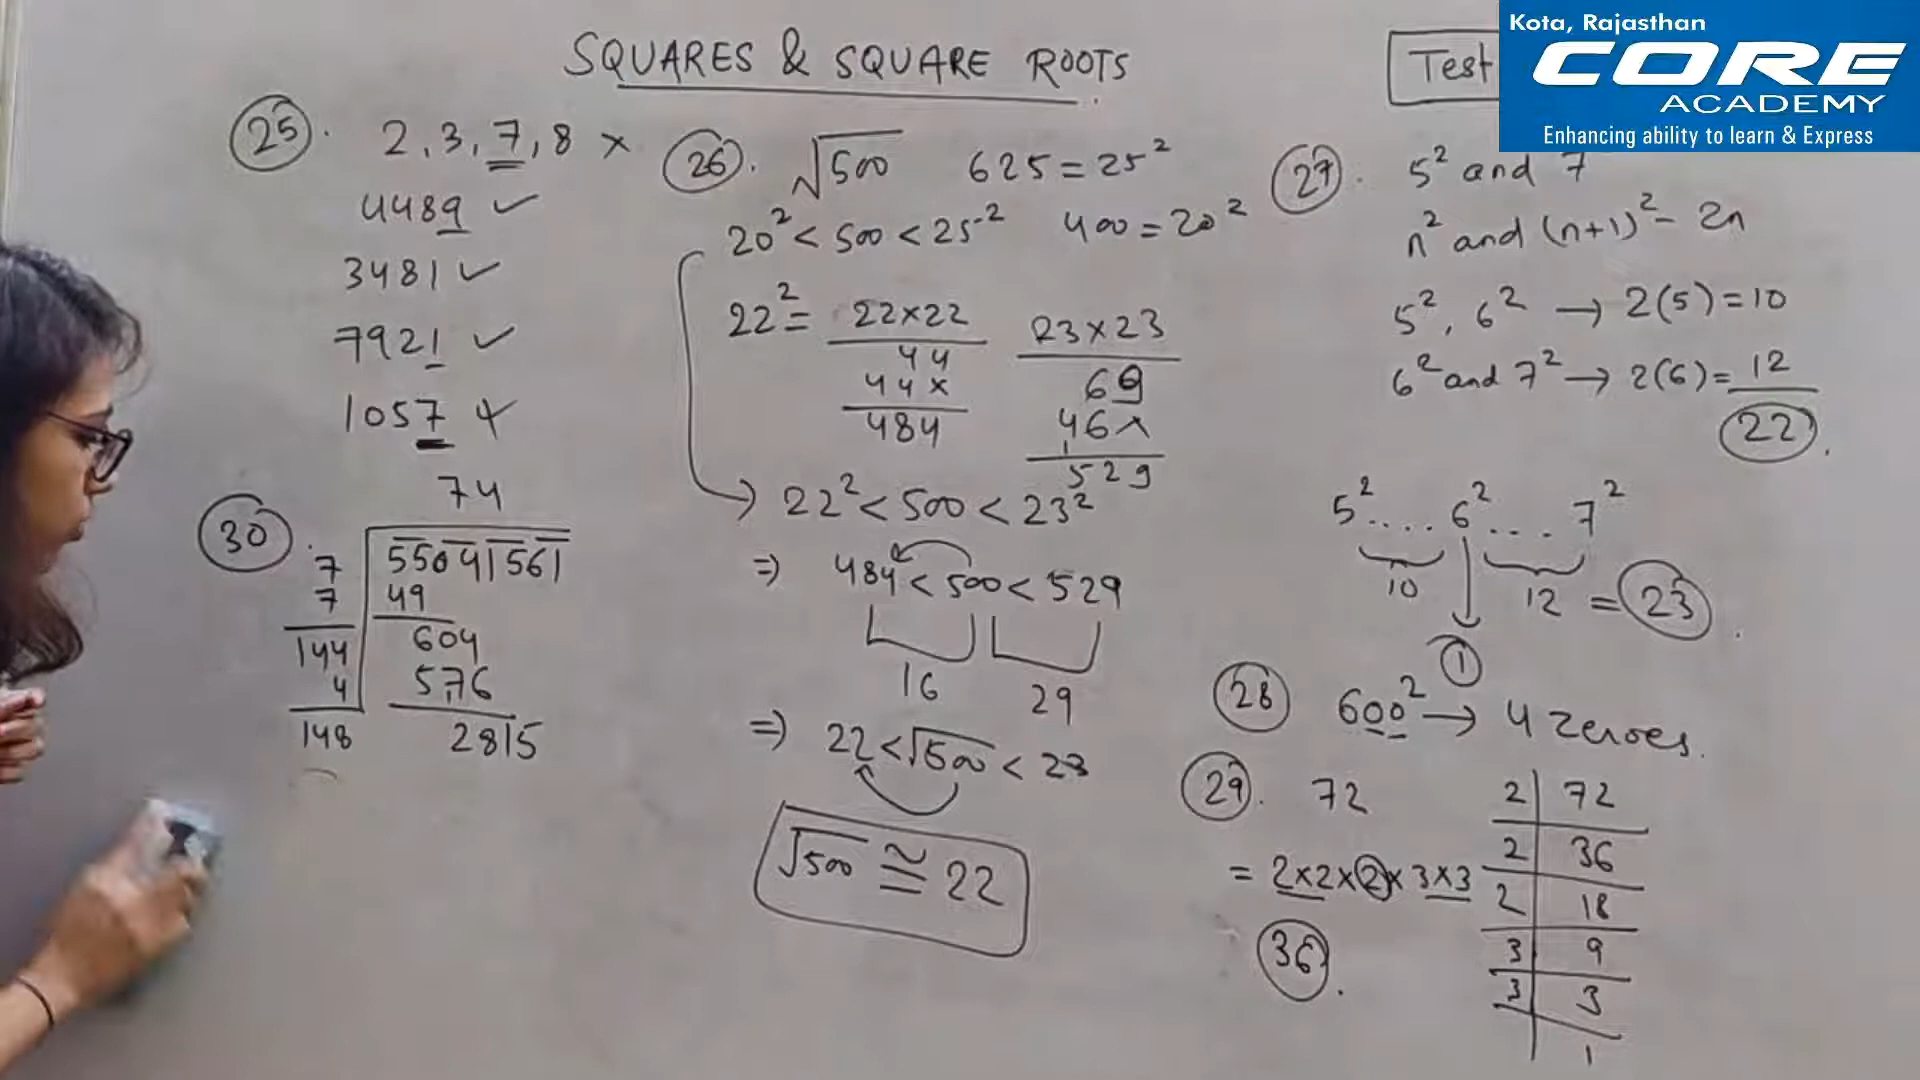 SQUARES & SQUARE ROOTS
Test
Kota, Rajasthan
CORE
ACADEMY
Enhancing ability to learn & Express
25. 2, 3, 7, 8 ×
4489 ✓
3481 ✓
7921 ✓
1057 ×
26. √500 625 = 25²
20² < 500 < 25² 400 = 20²
22² = 22×22 23×23
44 69
44× 46×
484 529
22² < 500 < 23²
⇒ 484 < 500 < 529
16 29
⇒ 22 < √500 < 23
√500 ≅ 22
27. 5² and 7
n² and (n+1)² - 2n
5², 6² → 2(5) = 10
6² and 7² → 2(6) = 12
22.
5² .... 6² .... 7²
10 12 = 23.
1
28 600² → 4 zeroes.
29. 72
2 | 72
2 | 36
2 | 18
3 | 9
3 | 3
1
= 2×2×2×3×3
36.
30.
74
7 | 55041561
7 | 49
144 | 604
4 | 576
148 2815